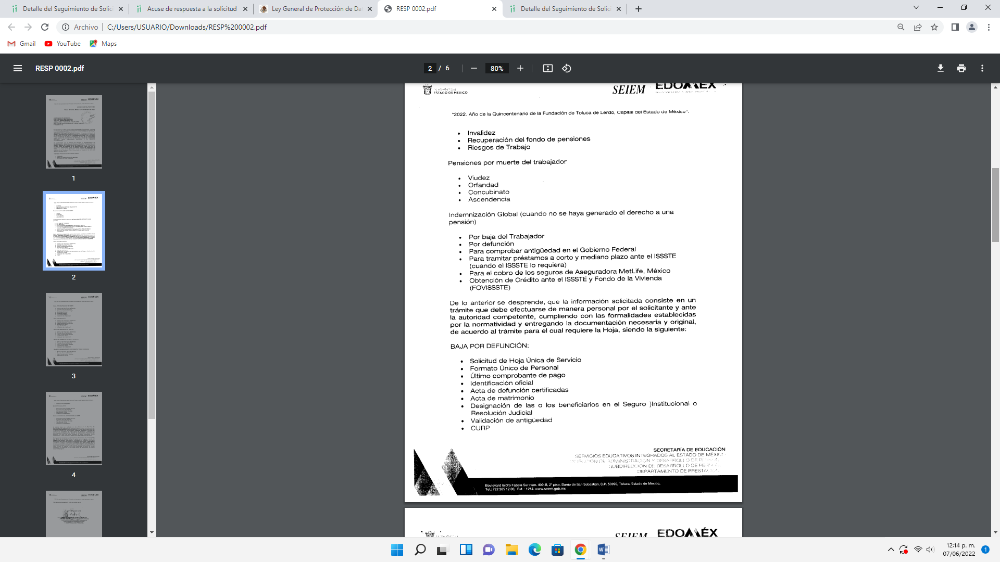 Detalle del Seguimiento de Solici
Acuse de respuesta a la solicitud
Ley General de Protección de Dat
RESP 0002.pdf
Detalle del Seguimiento de Solici
Archivo
C:/Users/USUARIO/Downloads/RESP%200002.pdf
Gmail
YouTube
Maps
RESP 0002.pdf
2 / 6
80%
1
2
3
4
ESTADO DE MÉXICO
SEIEM
EDOMEX
"2022. Año de la Quincentenario de la Fundación de Toluca de Lerdo, Capital del Estado de México".
• Invalidez
• Recuperación del fondo de pensiones
• Riesgos de Trabajo
Pensiones por muerte del trabajador
• Viudez
• Orfandad
• Concubinato
• Ascendencia
Indemnización Global (cuando no se haya generado el derecho a una
pensión)
• Por baja del Trabajador
• Por defunción
• Para comprobar antigüedad en el Gobierno Federal
• Para tramitar préstamos a corto y mediano plazo ante el ISSSTE
(cuando el ISSSTE lo requiera)
• Para el cobro de los seguros de Aseguradora MetLife, México
• Obtención de Crédito ante el ISSSTE y Fondo de la Vivienda
(FOVISSSTE)
De lo anterior se desprende, que la información solicitada consiste en un
trámite que debe efectuarse de manera personal por el solicitante y ante
la autoridad competente, cumpliendo con las formalidades establecidas
por la normatividad y entregando la documentación necesaria y original,
de acuerdo al trámite para el cual requiere la Hoja, siendo la siguiente:
BAJA POR DEFUNCIÓN:
• Solicitud de Hoja Única de Servicio
• Formato Único de Personal
• Último comprobante de pago
• Identificación oficial
• Acta de defunción certificadas
• Acta de matrimonio
• Designación de las o los beneficiarios en el Seguro }Institucional o
Resolución Judicial
• Validación de antigüedad
• CURP
SECRETARÍA DE EDUCACIÓN
SERVICIOS EDUCATIVOS INTEGRADOS AL ESTADO DE MÉXICO
DIRECCIÓN DE ADMINISTRACIÓN Y DESARROLLO DE
SUBDIRECCIÓN DE DESARROLLO DE
DEPARTAMENTO DE
Boulevard Isidro Fabela Sur num. 400-B, 2° piso, Barrio de San Sebastian, C.P. 50090, Toluca, Estado de México,
Tel.: 722 265 12 00, Ext. : 1214. www.seiem.gob.mx
SEIEM
EDOMÉX
12:14 p. m.
07/06/2022
1